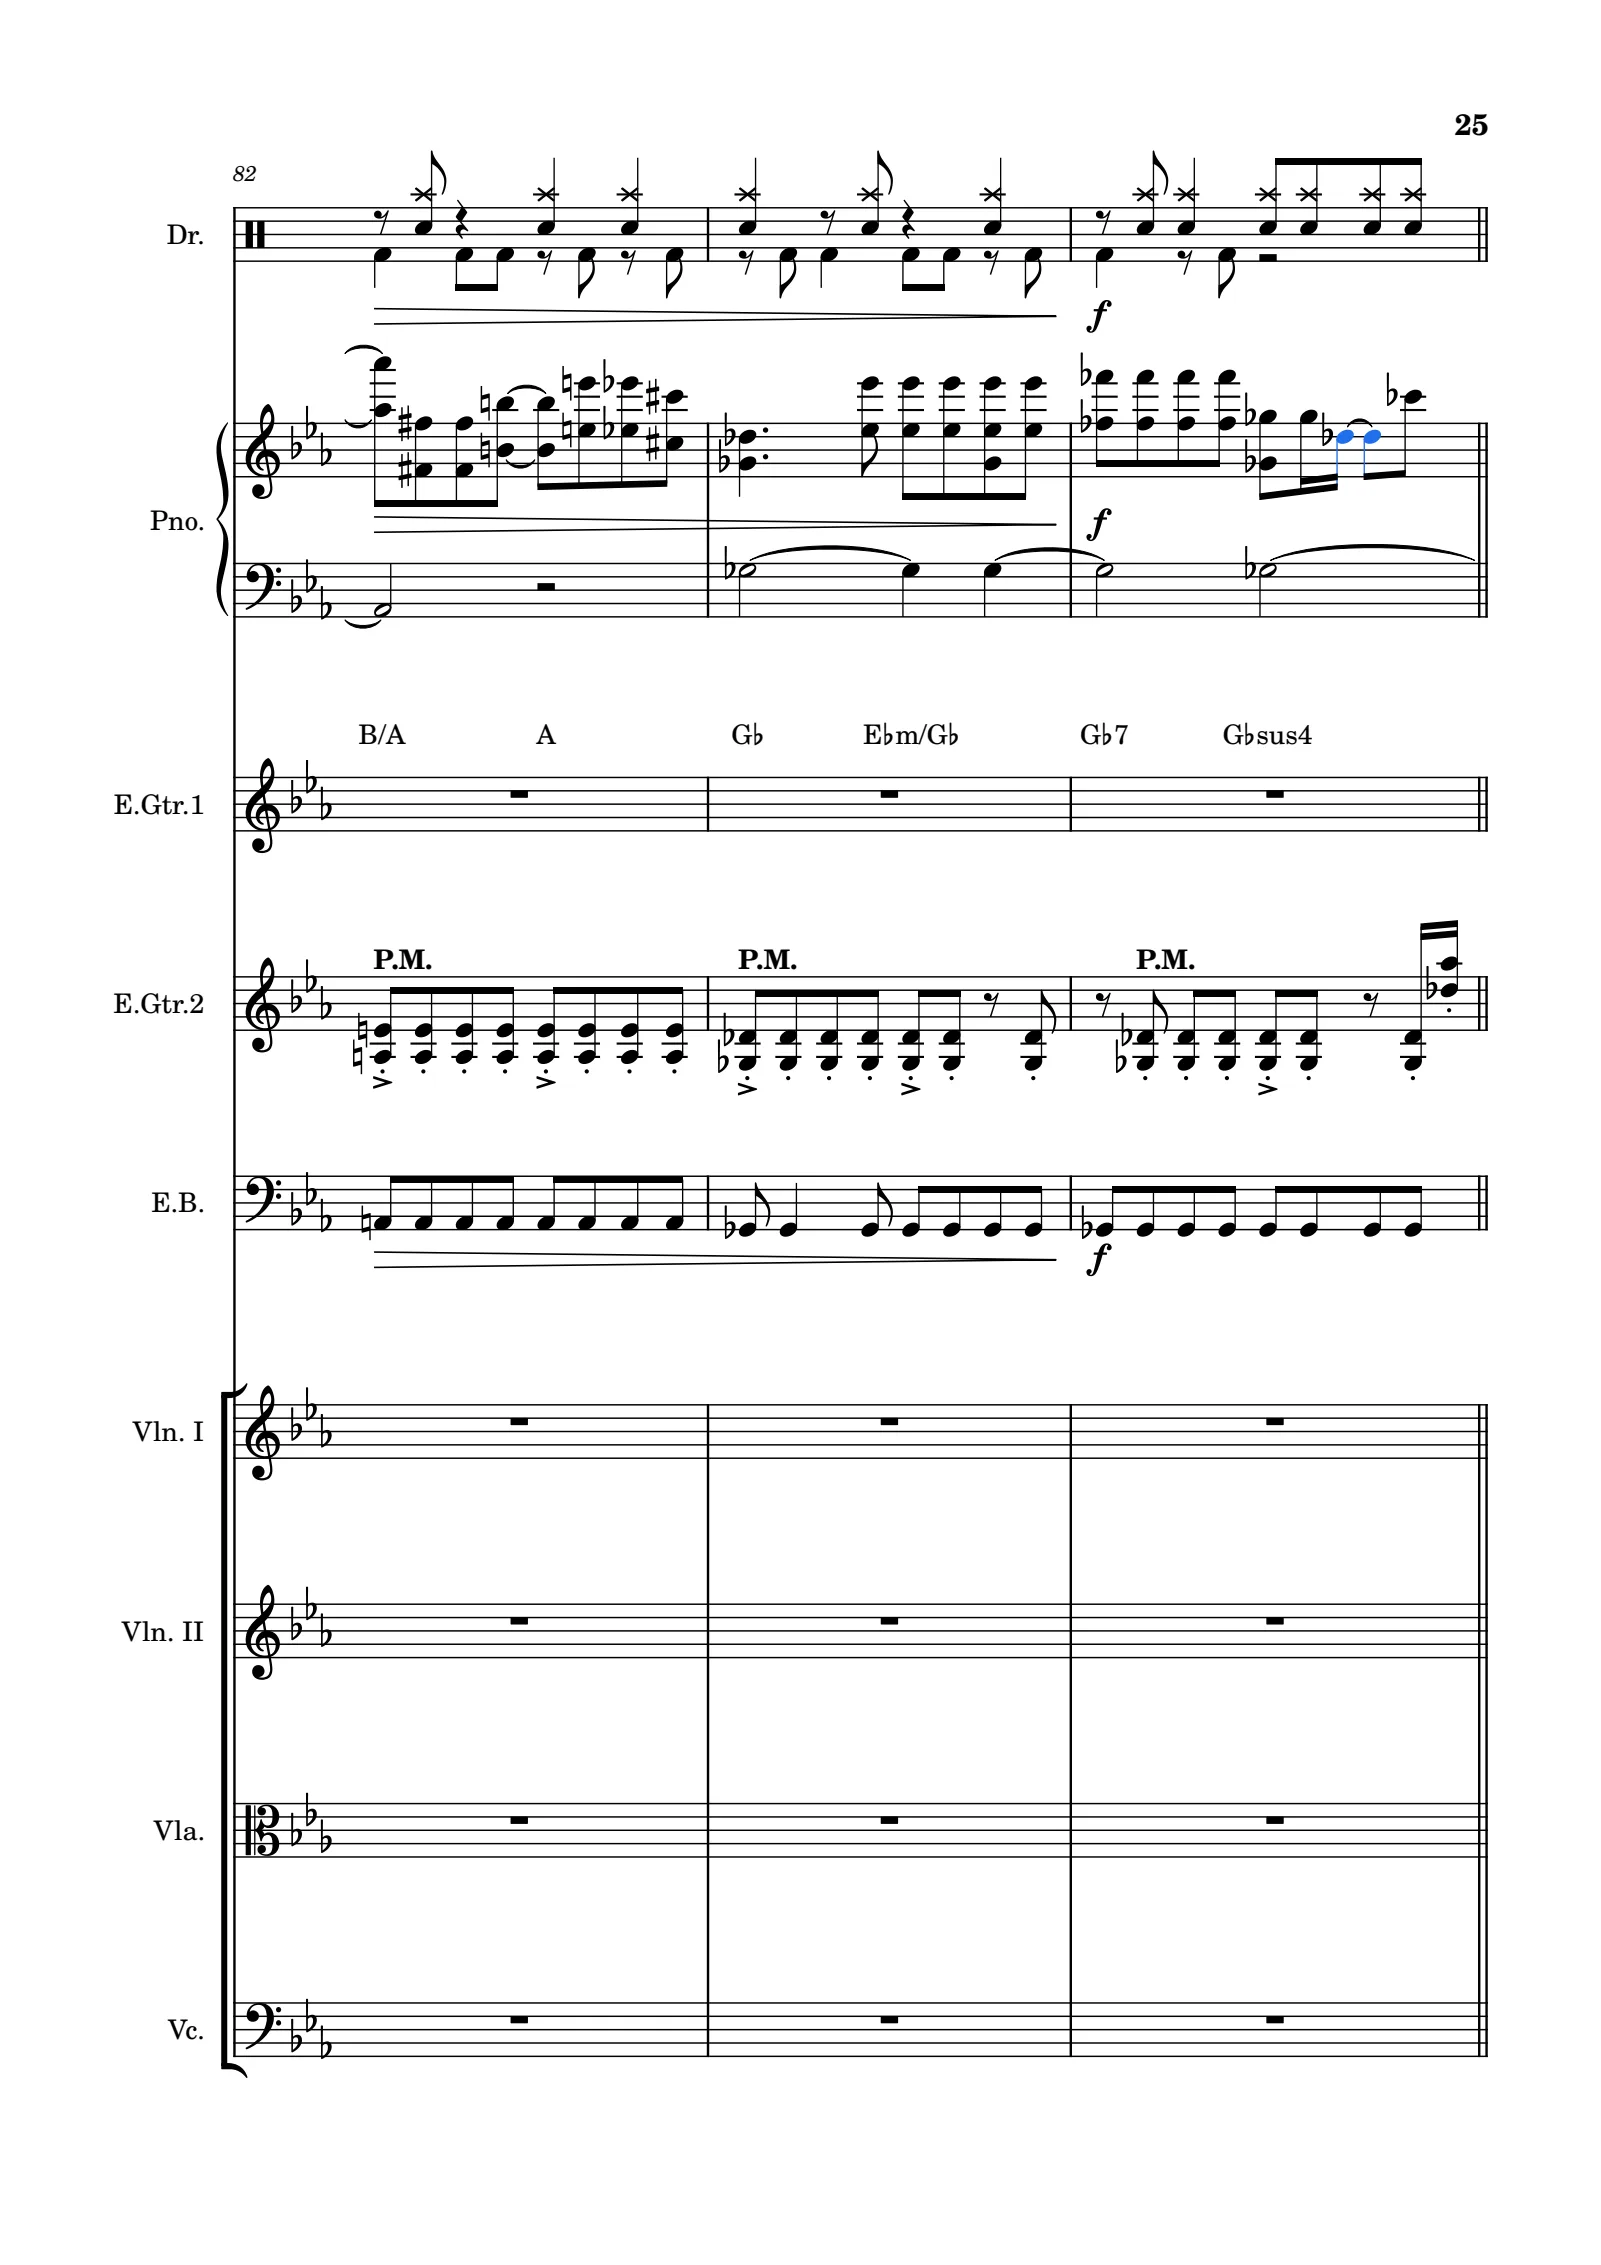 25
82
Dr.
f
Pno.
f
B/A A G♭ E♭m/G♭ G♭7 G♭sus4
E.Gtr.1
P.M. P.M. P.M.
E.Gtr.2
E.B.
f
Vln. I
Vln. II
Vla.
Vc.